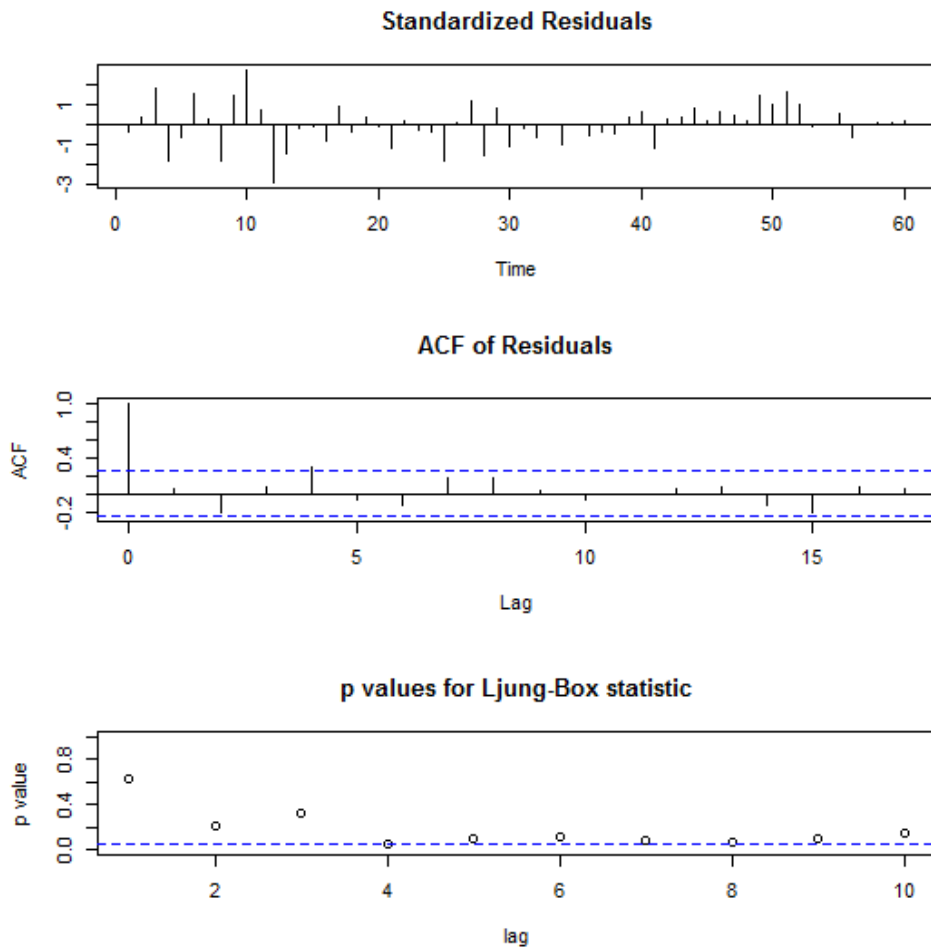 Standardized Residuals
1
-1
-3
0 10 20 30 40 50 60
Time
ACF of Residuals
ACF
1.0
0.4
-0.2
0 5 10 15
Lag
p values for Ljung-Box statistic
p value
0.8
0.4
0.0
2 4 6 8 10
lag